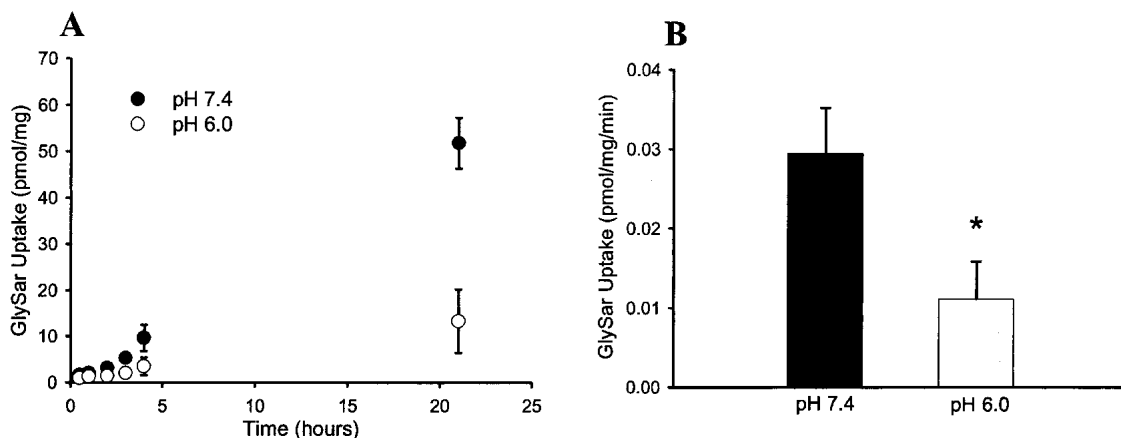 A
GlySar Uptake (pmol/mg)
70
60
50
40
30
20
10
0
pH 7.4
pH 6.0
0
5
10
15
20
25
Time (hours)
B
GlySar Uptake (pmol/mg/min)
0.04
0.03
0.02
0.01
0.00
*
pH 7.4
pH 6.0